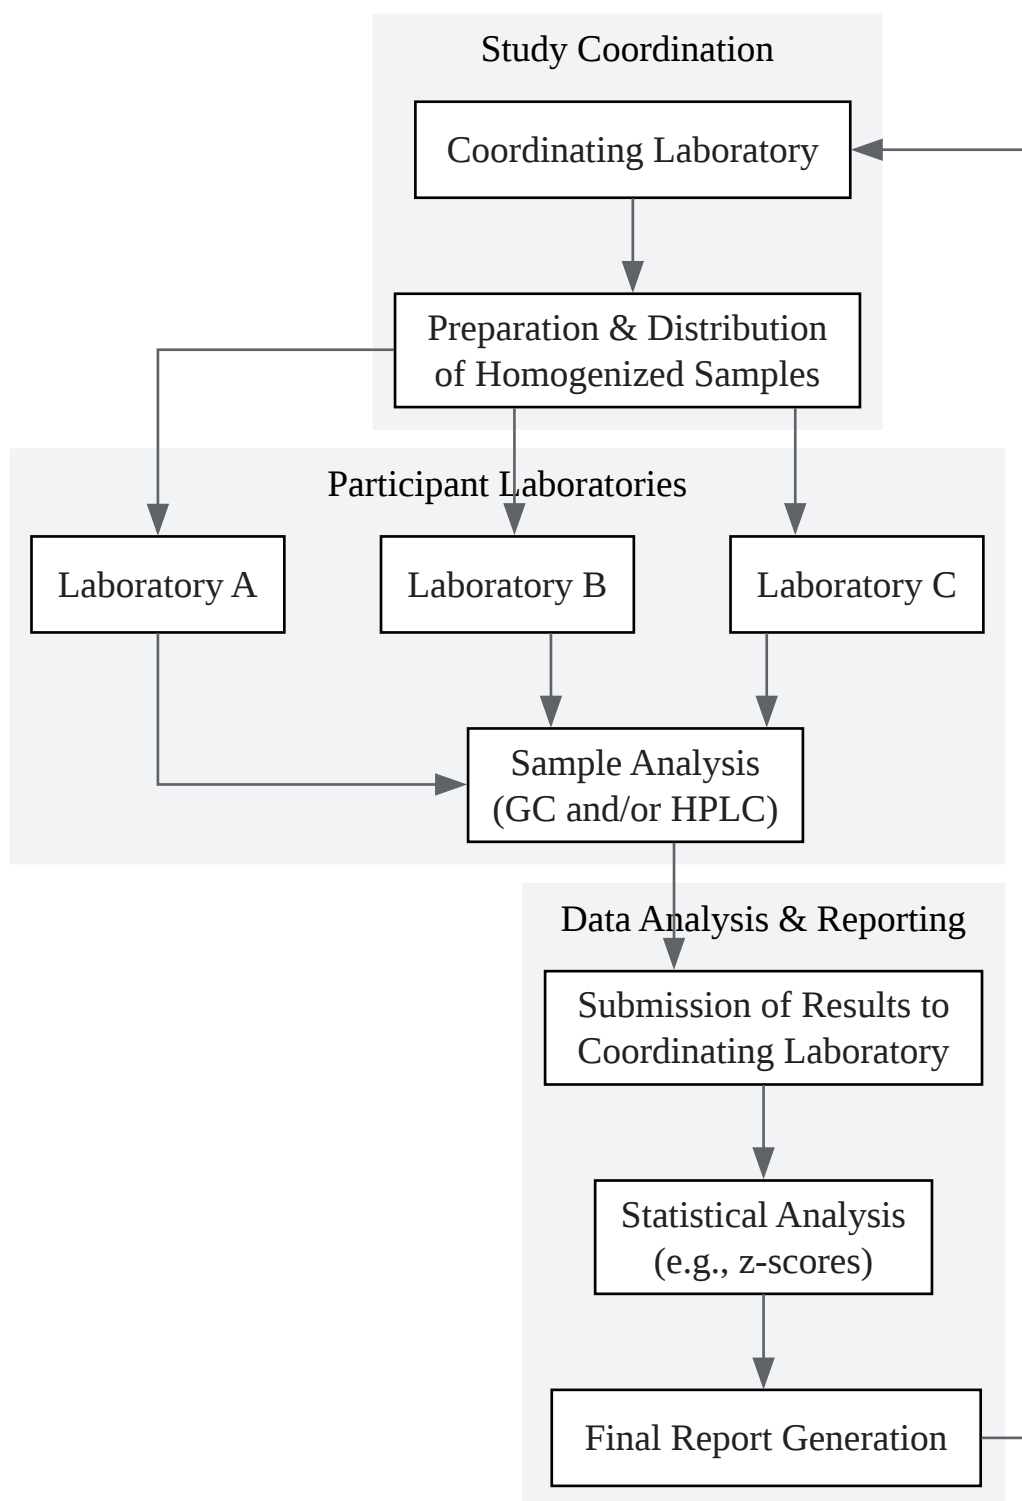 Study Coordination
Coordinating Laboratory
Preparation & Distribution
of Homogenized Samples
Participant Laboratories
Laboratory A
Laboratory B
Laboratory C
Sample Analysis
(GC and/or HPLC)
Data Analysis & Reporting
Submission of Results to
Coordinating Laboratory
Statistical Analysis
(e.g., z-scores)
Final Report Generation